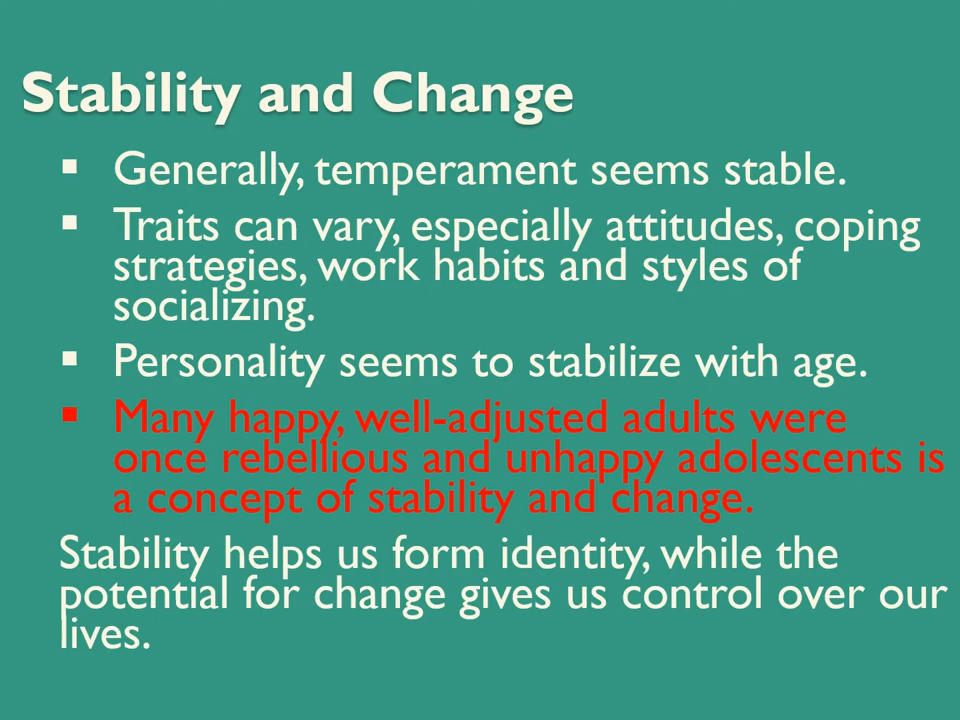 Stability and Change
▪ Generally, temperament seems stable.
▪ Traits can vary, especially attitudes, coping
strategies, work habits and styles of
socializing.
▪ Personality seems to stabilize with age.
▪ Many happy, well-adjusted adults were
once rebellious and unhappy adolescents is
a concept of stability and change.
Stability helps us form identity, while the
potential for change gives us control over our
lives.